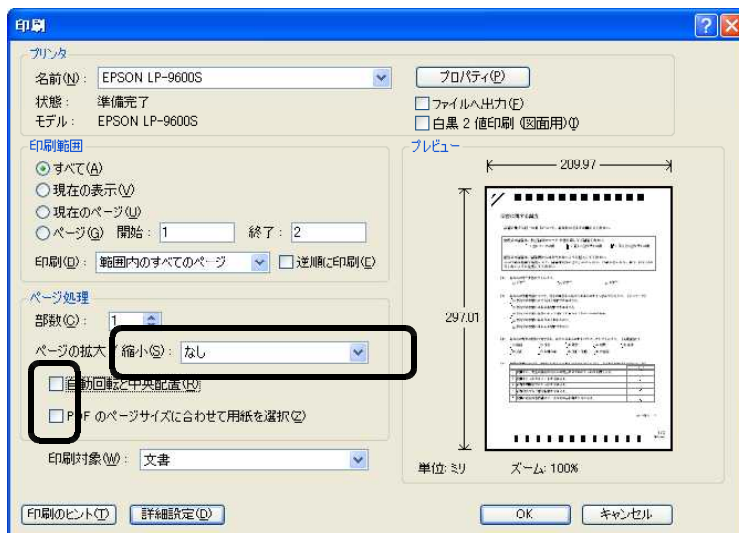 印刷
プリンタ
名前(N): EPSON LP-9600S
プロパティ(P)
状態: 準備完了
ファイルへ出力(F)
モデル: EPSON LP-9600S
白黒 2 値印刷 (図面用)(I)
印刷範囲
すべて(A)
現在の表示(V)
現在のページ(U)
ページ(G) 開始: 1 終了: 2
印刷(D): 範囲内のすべてのページ
逆順に印刷(E)
ページ処理
部数(C): 1
ページの拡大 / 縮小(S): なし
自動回転と中央配置(R)
PDF のページサイズに合わせて用紙を選択(Z)
印刷対象(W): 文書
プレビュー
209.97
297.01
単位: ミリ ズーム: 100%
印刷のヒント(T)
詳細設定(D)
OK
キャンセル